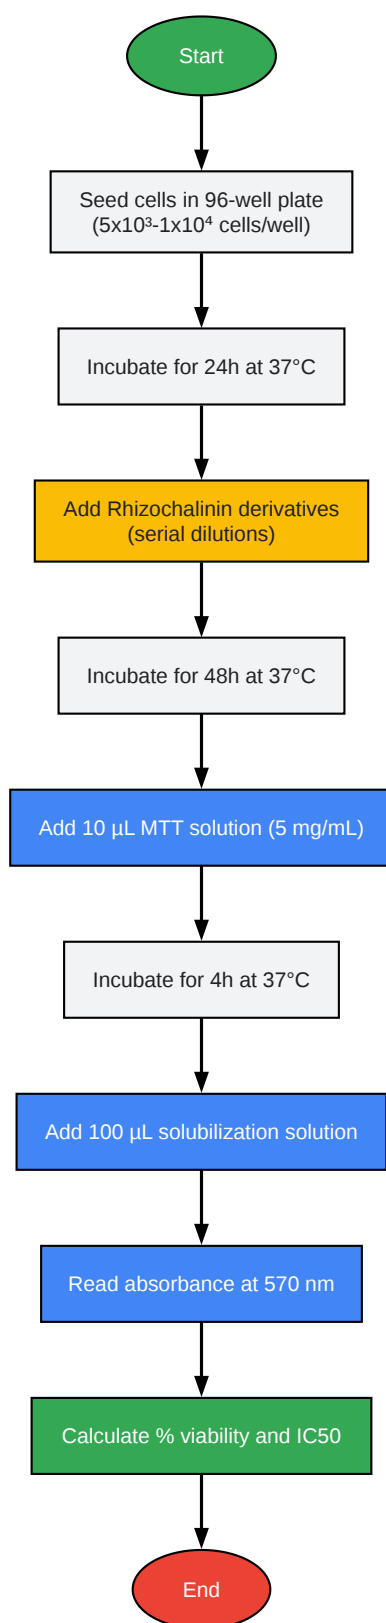 Start
Seed cells in 96-well plate
(5x10³-1x10⁴ cells/well)
Incubate for 24h at 37°C
Add Rhizochalinin derivatives
(serial dilutions)
Incubate for 48h at 37°C
Add 10 µL MTT solution (5 mg/mL)
Incubate for 4h at 37°C
Add 100 µL solubilization solution
Read absorbance at 570 nm
Calculate % viability and IC50
End